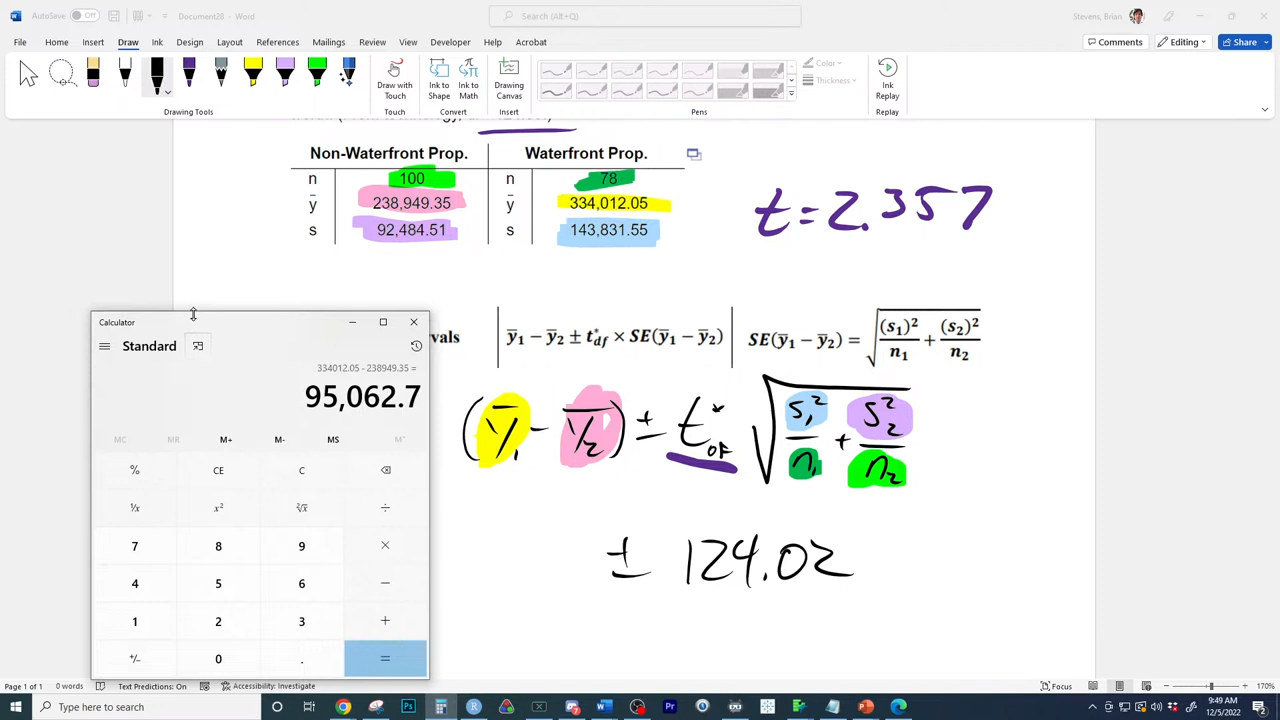 AutoSave Off Document28 - Word Search (Alt+Q) Stevens, Brian
File Home Insert Draw Ink Design Layout References Mailings Review View Developer Help Acrobat Comments Editing Share
Draw with Touch
Ink to Shape
Ink to Math
Drawing Canvas
Color
Thickness
Ink Replay
Drawing Tools Touch Convert Insert Pens Replay
Non-Waterfront Prop. Waterfront Prop.
n 100 n 78
ȳ 238,949.35 ȳ 334,012.05
s 92,484.51 s 143,831.55
t = 2.357
Calculator
Standard
334012.05 - 238949.35 =
95,062.7
MC MR M+ M- MS M˅
% CE C ⌫
¹/x x² ²√x ÷
7 8 9 ×
4 5 6 −
1 2 3 +
+/− 0 . =
vals ȳ₁ − ȳ₂ ± t*df × SE(ȳ₁ − ȳ₂) SE(ȳ₁ − ȳ₂) = √((s₁)²/n₁ + (s₂)²/n₂)
(ȳ₁ - ȳ₂) ± t*DF √(s₁²/n₁ + s₂²/n₂)
± 124.02
Page 1 of 1 0 words Text Predictions: On Accessibility: Investigate Focus 170%
Type here to search 9:49 AM
12/5/2022